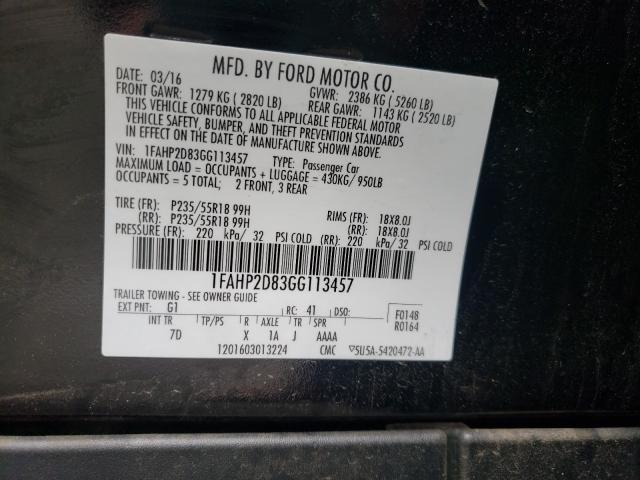 MFD. BY FORD MOTOR CO.
DATE: 03/16 GVWR: 2386 KG ( 5260 LB)
FRONT GAWR: 1279 KG ( 2820 LB) REAR GAWR: 1143 KG ( 2520 LB)
THIS VEHICLE CONFORMS TO ALL APPLICABLE FEDERAL MOTOR
VEHICLE SAFETY, BUMPER, AND THEFT PREVENTION STANDARDS
IN EFFECT ON THE DATE OF MANUFACTURE SHOWN ABOVE.
VIN: 1FAHP2D83GG113457 TYPE: Passenger Car
MAXIMUM LOAD = OCCUPANTS + LUGGAGE = 430KG/ 950LB
OCCUPANTS = 5 TOTAL; 2 FRONT, 3 REAR
TIRE (FR): P235/55R18 99H RIMS (FR): 18X8.0J
(RR): P235/55R18 99H (RR): 18X8.0J
PRESSURE (FR): 220 kPa/ 32 PSI COLD (RR): 220 kPa/ 32 PSI COLD
1FAHP2D83GG113457
TRAILER TOWING - SEE OWNER GUIDE
EXT PNT: G1 RC: 41 DSO: F0148
INT TR TP/PS R AXLE TR SPR R0164
7D X 1A J AAAA
1201603013224 CMC ▽5U5A-5420472-AA